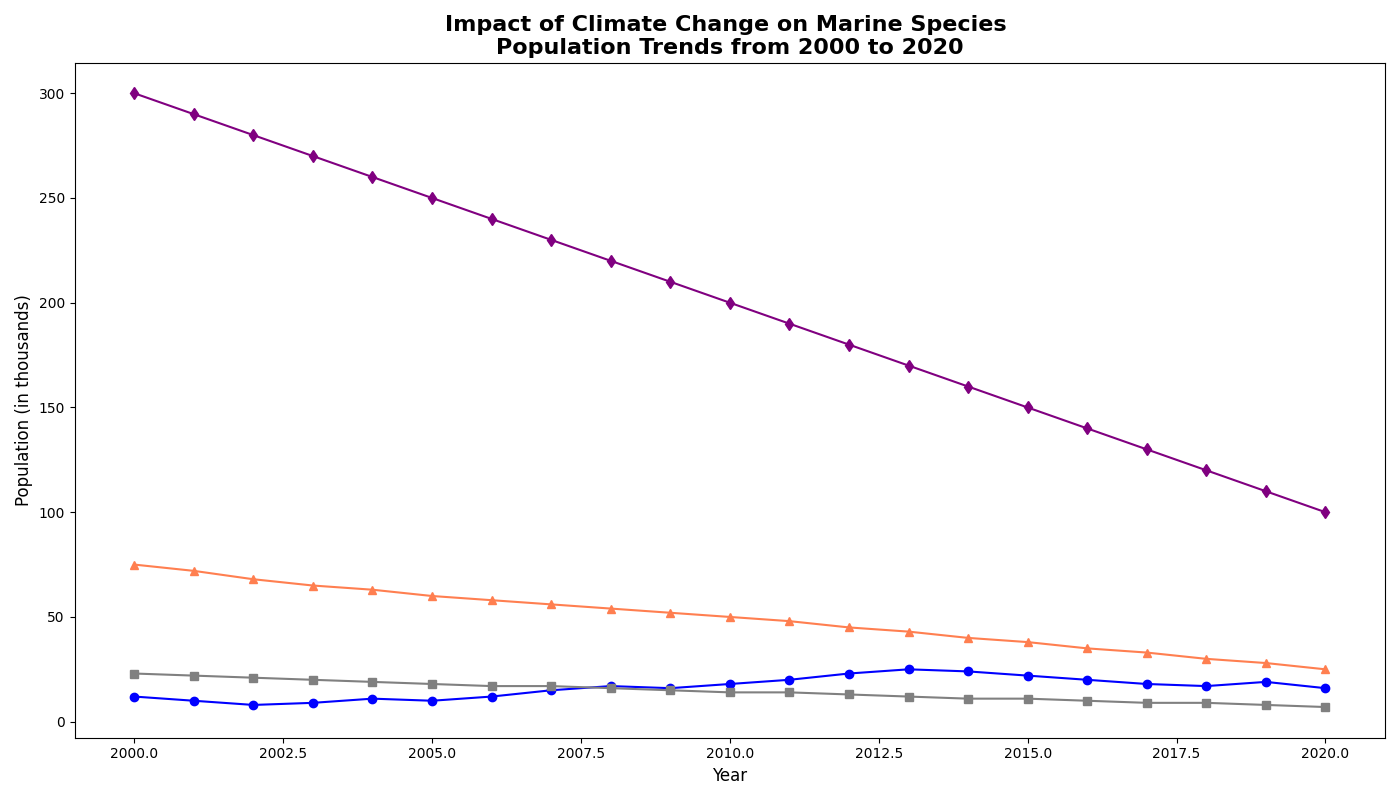 Impact of Climate Change on Marine Species
Population Trends from 2000 to 2020
Population (in thousands)
300
250
200
150
100
50
0
2000.0 2002.5 2005.0 2007.5 2010.0 2012.5 2015.0 2017.5 2020.0
Year